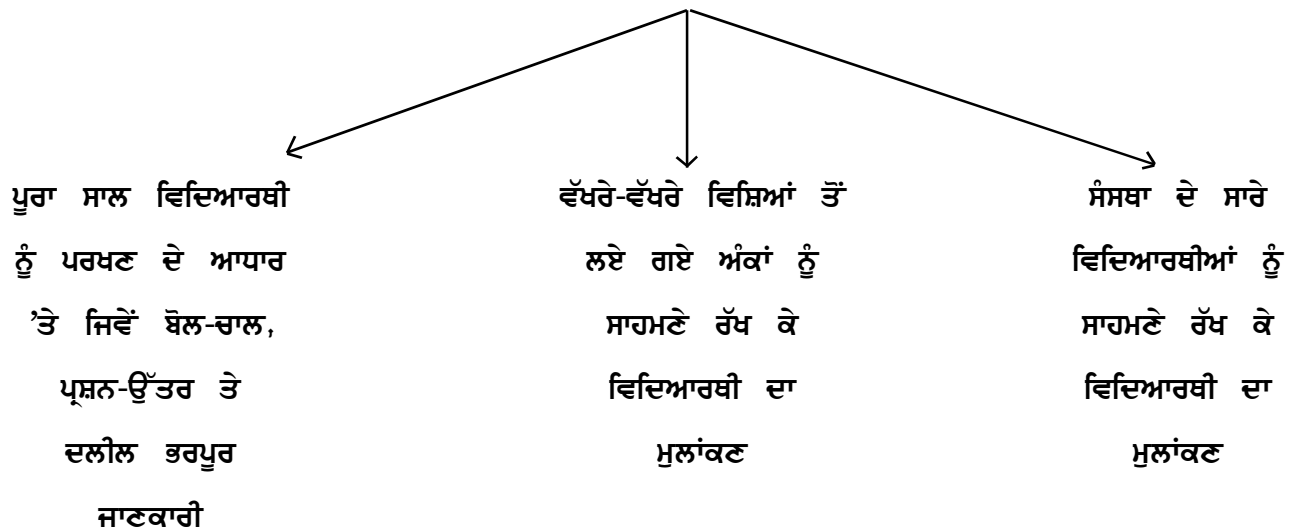 ਪੂਰਾ ਸਾਲ ਵਿਦਿਆਰਥੀ
ਨੂੰ ਪਰਖਣ ਦੇ ਆਧਾਰ
’ਤੇ ਜਿਵੇਂ ਬੋਲ-ਚਾਲ,
ਪ੍ਰਸ਼ਨ-ਉੱਤਰ ਤੇ
ਦਲੀਲ ਭਰਪੂਰ
ਜਾਣਕਾਰੀ
ਵੱਖਰੇ-ਵੱਖਰੇ ਵਿਸ਼ਿਆਂ ਤੋਂ
ਲਏ ਗਏ ਅੰਕਾਂ ਨੂੰ
ਸਾਹਮਣੇ ਰੱਖ ਕੇ
ਵਿਦਿਆਰਥੀ ਦਾ
ਮੁਲਾਂਕਣ
ਸੰਸਥਾ ਦੇ ਸਾਰੇ
ਵਿਦਿਆਰਥੀਆਂ ਨੂੰ
ਸਾਹਮਣੇ ਰੱਖ ਕੇ
ਵਿਦਿਆਰਥੀ ਦਾ
ਮੁਲਾਂਕਣ